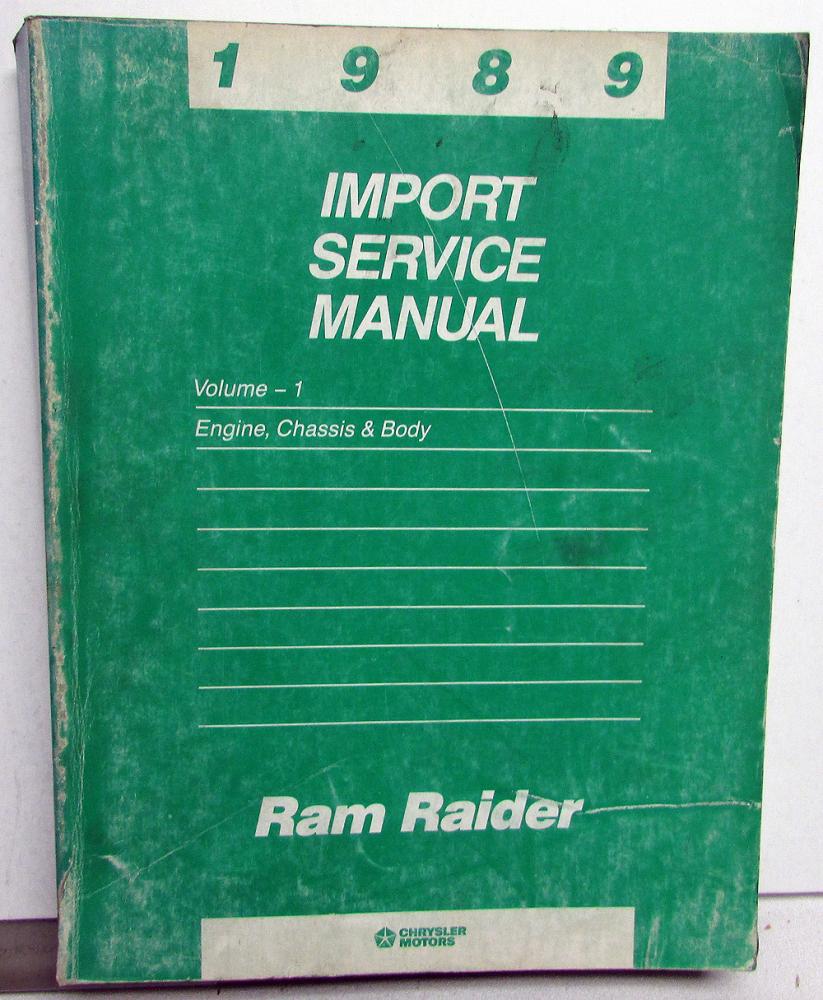 1 9 8 9
IMPORT
SERVICE
MANUAL
Volume – 1
Engine, Chassis & Body
Ram Raider
CHRYSLER
MOTORS